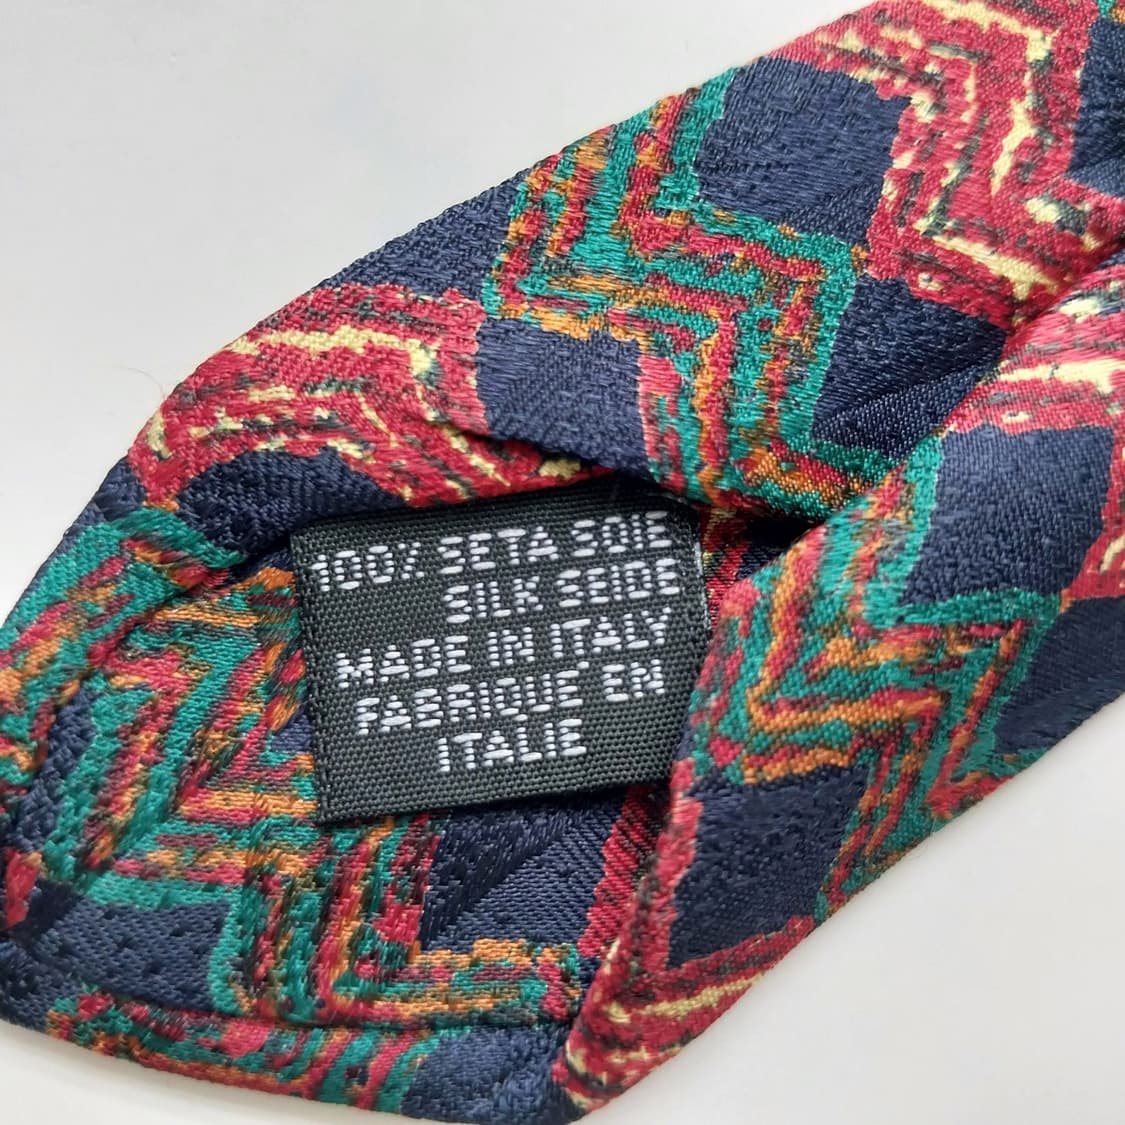 100% SETA SOIE
SILK SEIDE
MADE IN ITALY
FABRIQUE' EN
ITALIE